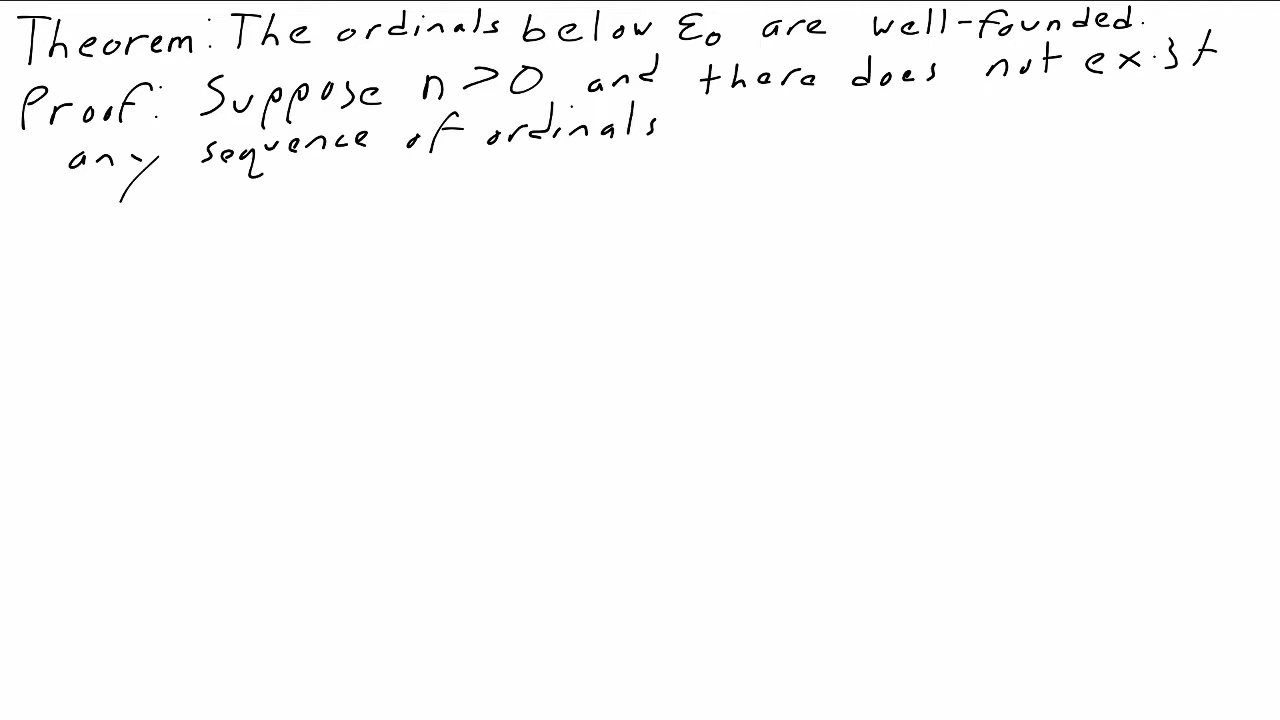 Theorem: The ordinals below ε₀ are well-founded.
Proof: Suppose n > 0 and there does not exist
any sequence of ordinals